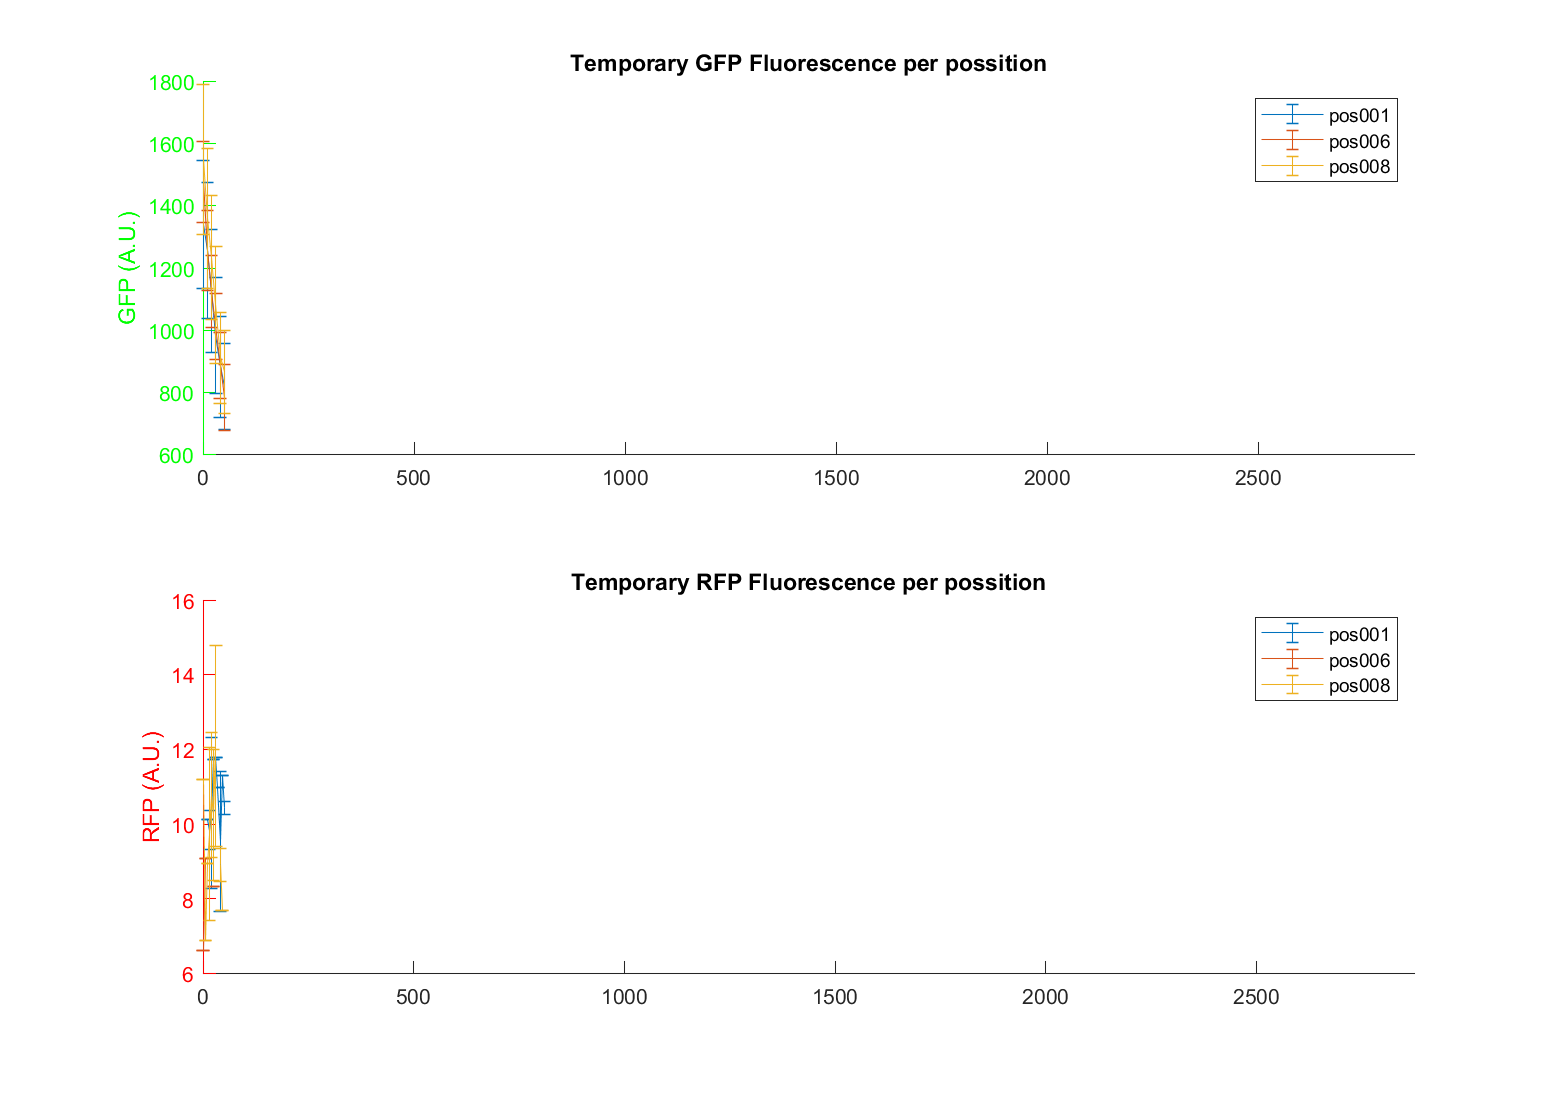 Temporary GFP Fluorescence per possition
1800
1600
1400
1200
1000
800
600
GFP (A.U.)
0 500 1000 1500 2000 2500
pos001
pos006
pos008
Temporary RFP Fluorescence per possition
16
14
12
10
8
6
RFP (A.U.)
0 500 1000 1500 2000 2500
pos001
pos006
pos008